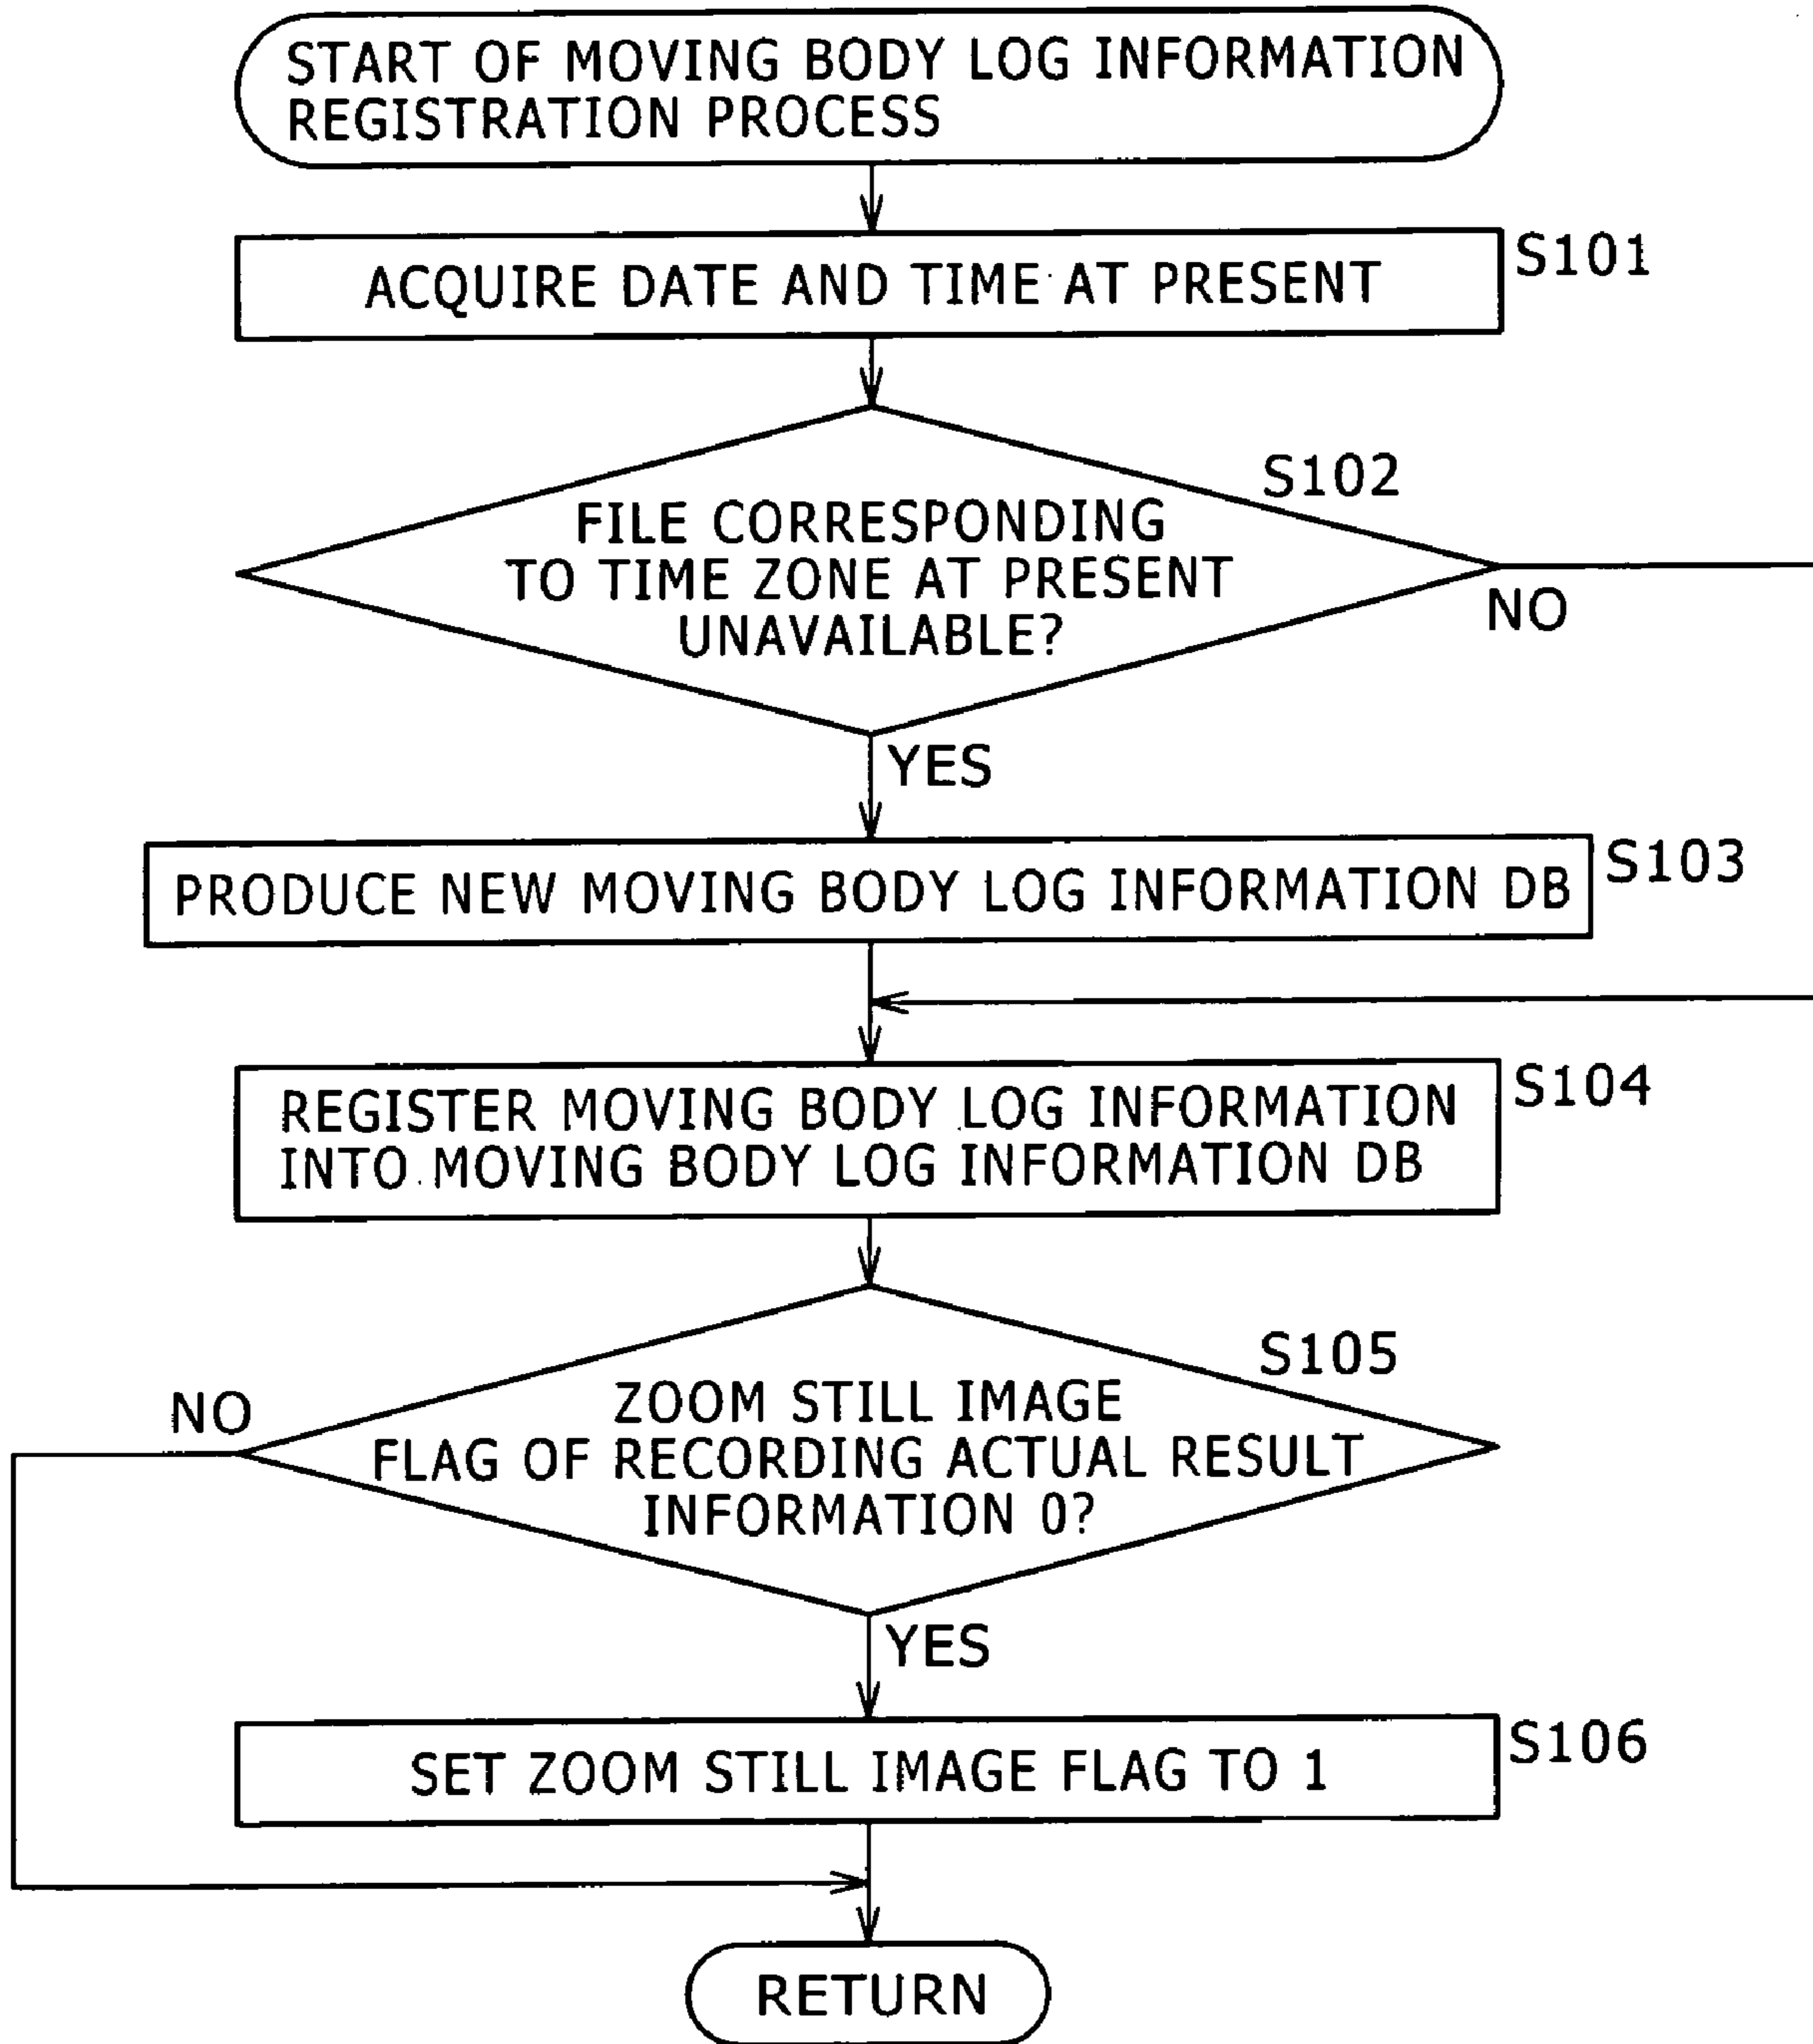 START OF MOVING BODY LOG INFORMATION
REGISTRATION PROCESS
ACQUIRE DATE AND TIME AT PRESENT
S101
S102
FILE CORRESPONDING
TO TIME ZONE AT PRESENT
UNAVAILABLE?
NO
YES
PRODUCE NEW MOVING BODY LOG INFORMATION DB
S103
REGISTER MOVING BODY LOG INFORMATION
INTO MOVING BODY LOG INFORMATION DB
S104
S105
NO
ZOOM STILL IMAGE
FLAG OF RECORDING ACTUAL RESULT
INFORMATION 0?
YES
SET ZOOM STILL IMAGE FLAG TO 1
S106
RETURN